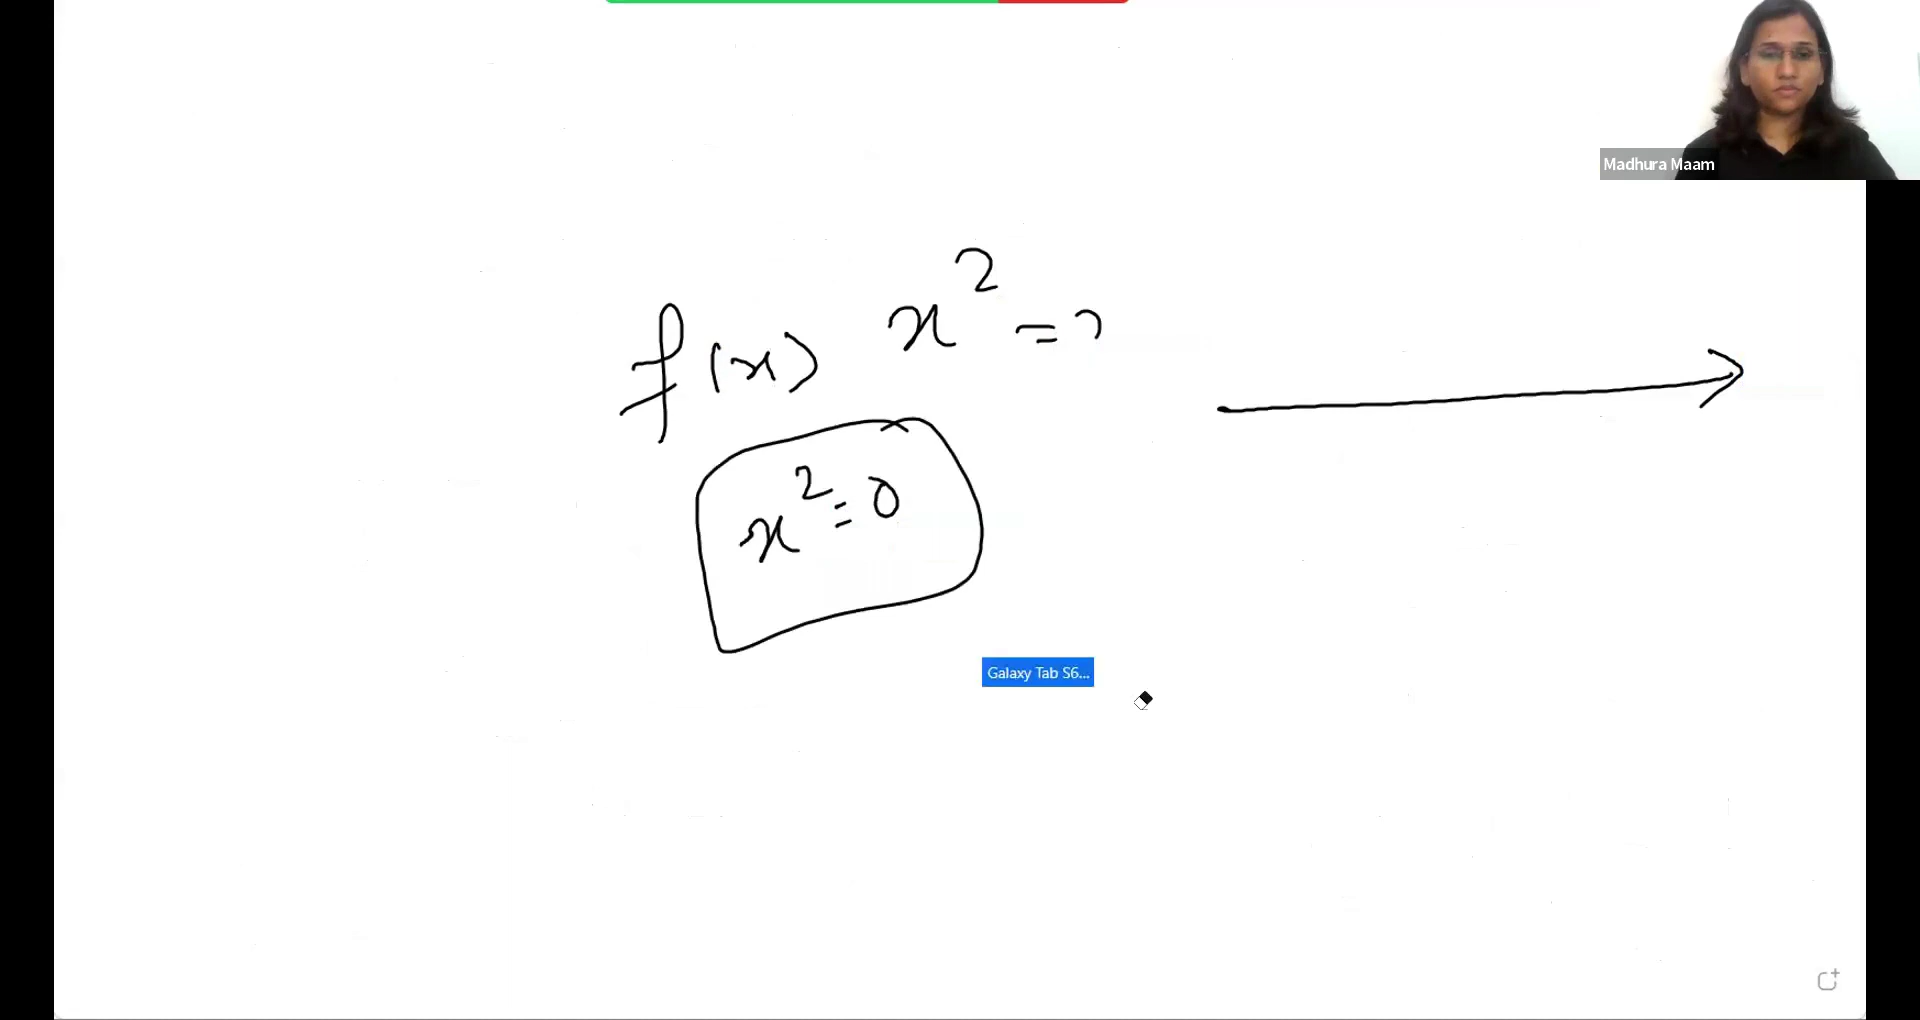 Madhura Maam
f(x) x² = ?
x² = 0
Galaxy Tab S6...